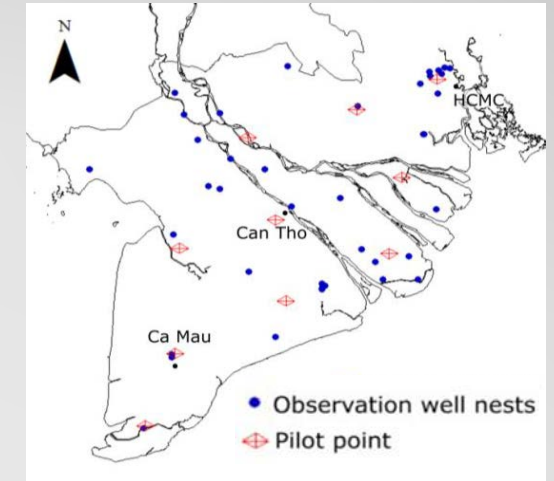 N
HCMC
Can Tho
Ca Mau
Observation well nests
Pilot point